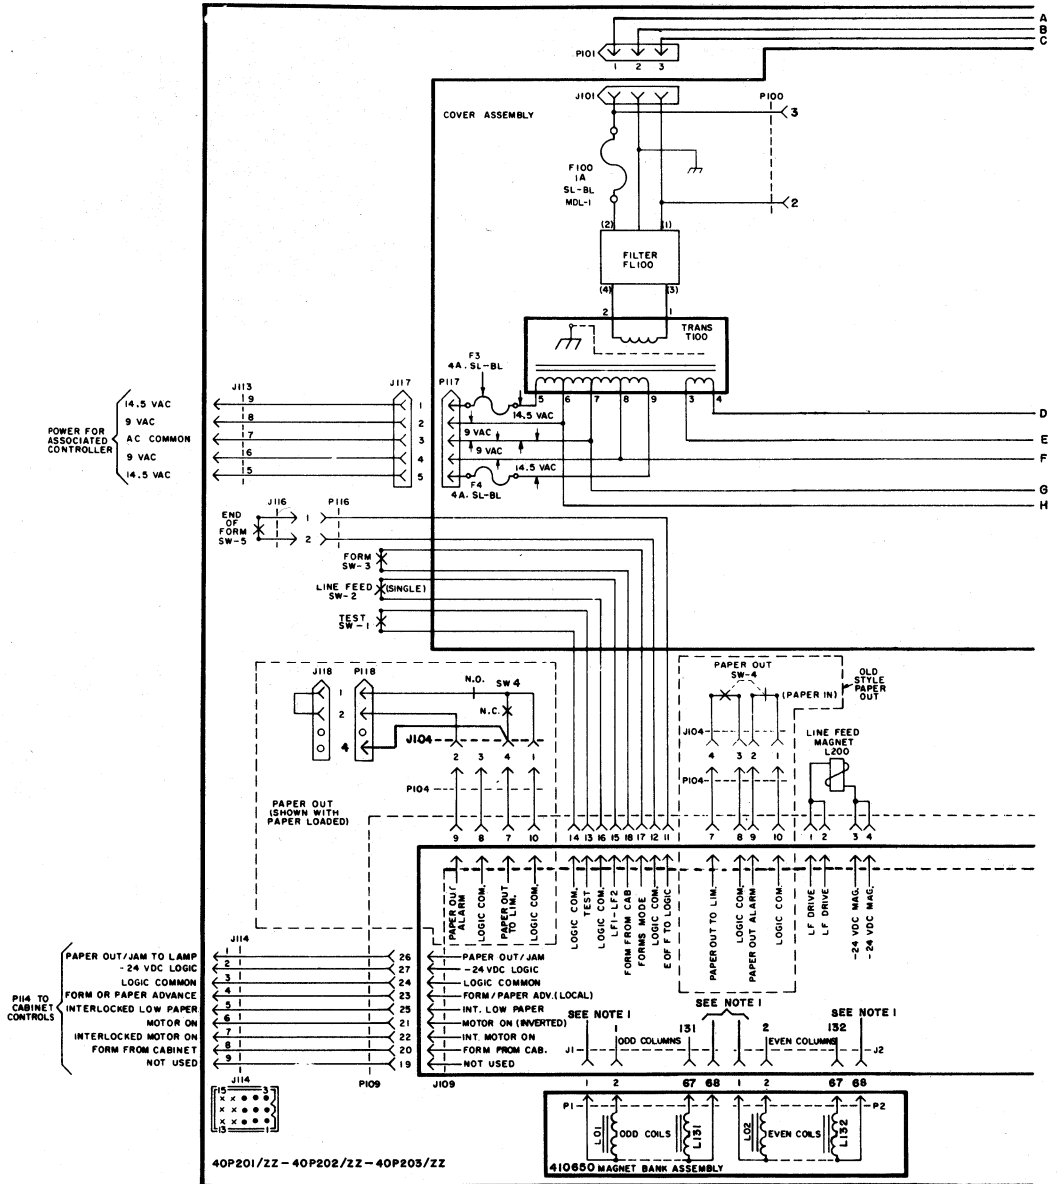 A
B
C
P101
1 2 3
J101
P100
3
COVER ASSEMBLY
F100
1A
SL-BL
MDL-1
2
(2) (1)
FILTER
FL100
(4) (3)
2 1
TRANS
T100
F3
4A. SL-BL
5 6 7 8 9 3 4
J113
J117
P117
14.5 VAC
9 VAC
9 VAC
14.5 VAC
F4
4A. SL-BL
POWER FOR
ASSOCIATED
CONTROLLER
14.5 VAC 9 1
9 VAC 8 2
AC COMMON 7 3
9 VAC 6 4
14.5 VAC 5 5
D
E
F
G
H
J116 P116
END
OF
FORM
SW-5
1
2
FORM
SW-3
LINE FEED (SINGLE)
SW-2
TEST
SW-1
J118 P118
N.O.
SW4
N.C.
1
2
4
J104
2 3 4 1
P104
PAPER OUT
(SHOWN WITH
PAPER LOADED)
9 8 7 10 14 13 16 15 18 17 12 11
PAPER OUT
SW-4
(PAPER IN)
OLD
STYLE
PAPER
OUT
J104
4 3 2 1
P104
LINE FEED
MAGNET
L200
7 8 9 10 1 2 3 4
PAPER OUT
ALARM
LOGIC COM.
PAPER OUT
TO LIM.
LOGIC COM.
LOGIC COM.
TEST
LOGIC COM.
LF1-LF2
FORM FROM CAB
FORMS MODE
LOGIC COM.
E OF F TO LOGIC
PAPER OUT TO LIM.
LOGIC COM.
PAPER OUT ALARM
LOGIC COM.
LF DRIVE
LF DRIVE
-24 VDC MAG.
-24 VDC MAG.
J114
P114 TO
CABINET
CONTROLS
PAPER OUT/JAM TO LAMP 1 26 PAPER OUT/JAM
-24 VDC LOGIC 2 27 -24 VDC LOGIC
LOGIC COMMON 3 24 LOGIC COMMON
FORM OR PAPER ADVANCE 4 23 FORM/PAPER ADV. (LOCAL)
INTERLOCKED LOW PAPER 5 25 INT. LOW PAPER
MOTOR ON 6 21 MOTOR ON (INVERTED)
INTERLOCKED MOTOR ON 7 22 INT. MOTOR ON
FORM FROM CABINET 8 20 FORM FROM CAB.
NOT USED 9 19 NOT USED
J114
P109
J109
15 3
13 1
SEE NOTE 1
SEE NOTE 1
SEE NOTE 1
1 131 2 132
ODD COLUMNS
EVEN COLUMNS
J1
J2
1 2 67 68 1 2 67 68
P1
P2
L01
ODD COILS
L131
L02
EVEN COILS
L132
410650 MAGNET BANK ASSEMBLY
40P201/ZZ-40P202/ZZ-40P203/ZZ